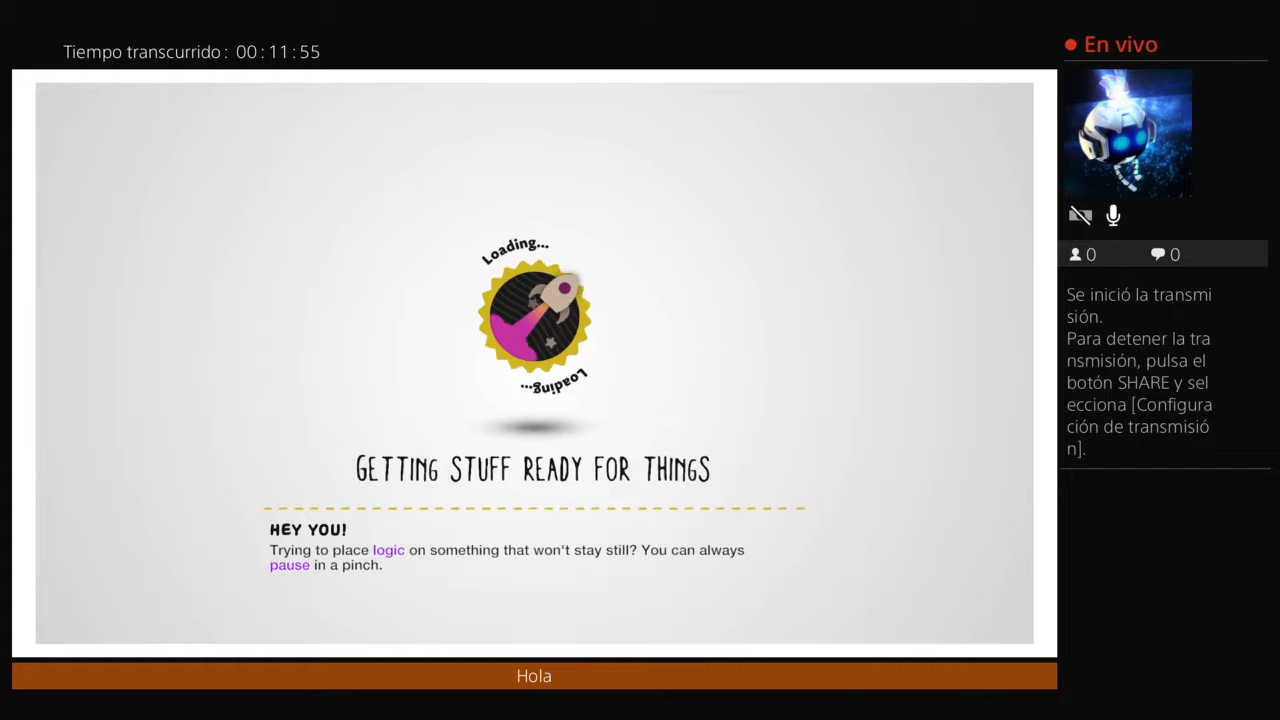 Tiempo transcurrido: 00:11:55
En vivo
Loading...
Loading...
GETTING STUFF READY FOR THINGS
HEY YOU!
Trying to place logic on something that won't stay still? You can always
pause in a pinch.
0
0
Se inició la transmi
sión.
Para detener la tra
nsmisión, pulsa el
botón SHARE y sel
ecciona [Configura
ción de transmisió
n].
Hola